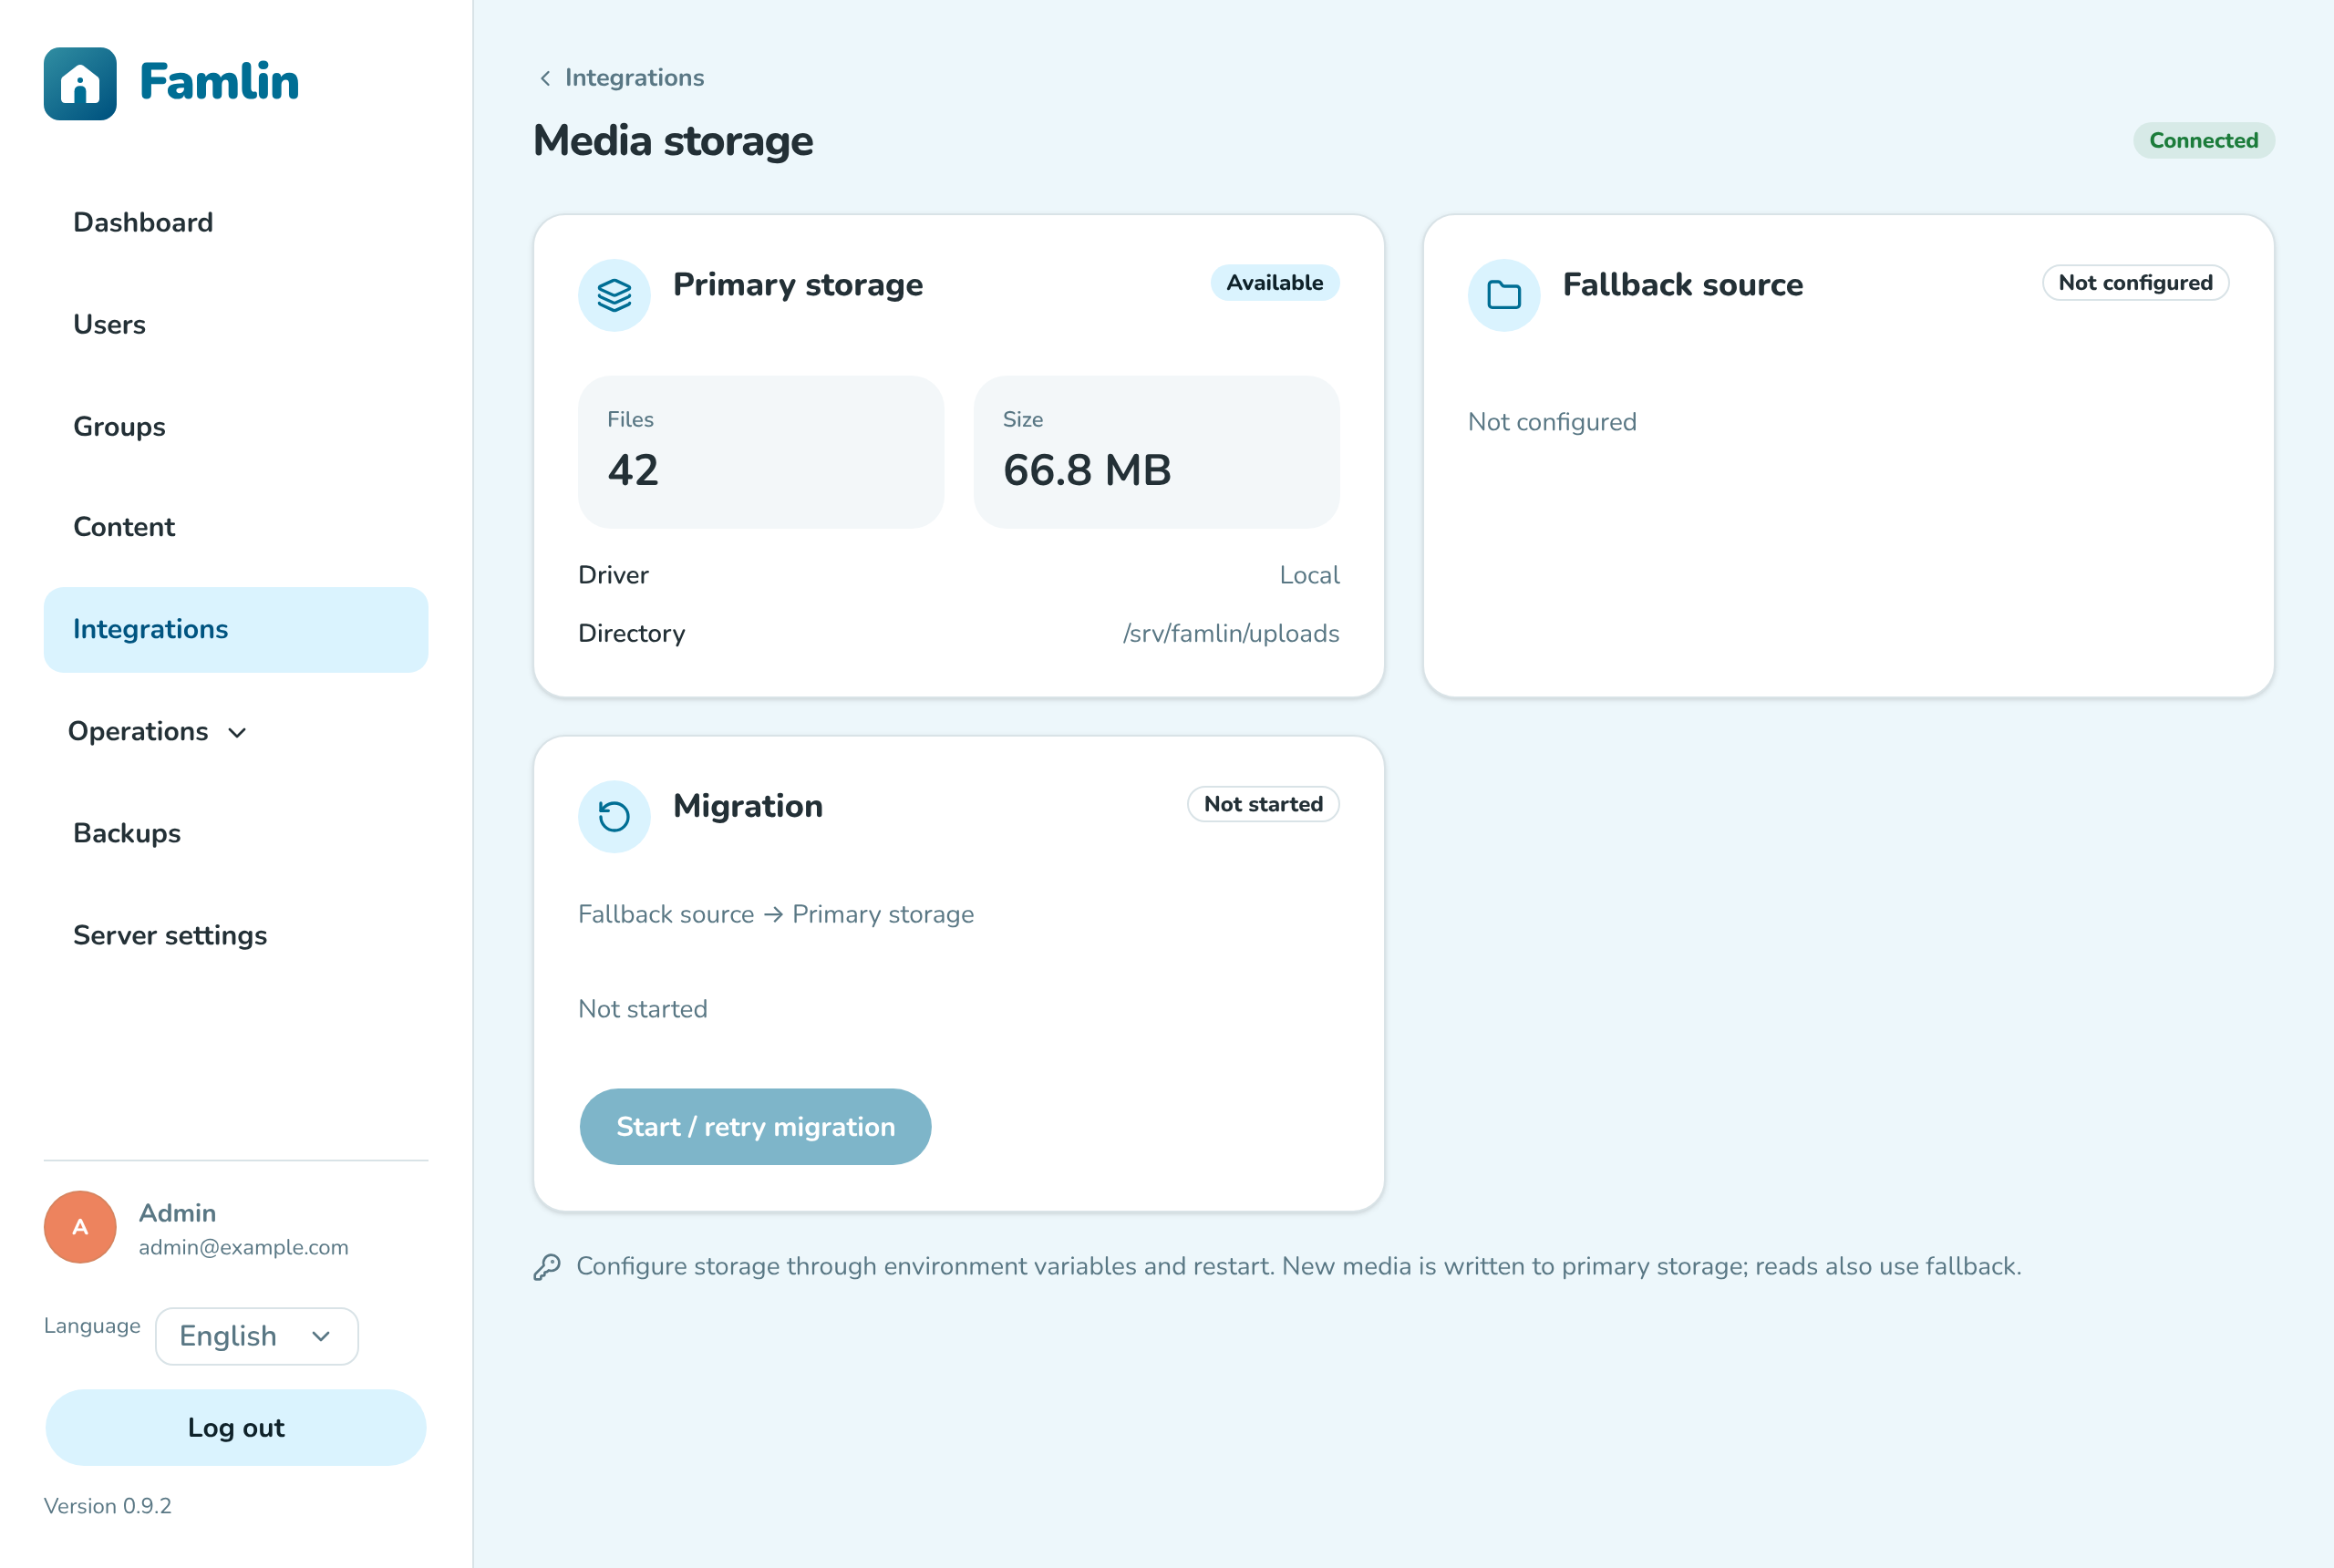 Famlin
Dashboard
Users
Groups
Content
Integrations
Operations
Backups
Server settings
A
Admin
admin@example.com
Language
English
Log out
Version 0.9.2
Integrations
Media storage
Connected
Primary storage
Available
Files
42
Size
66.8 MB
Driver
Local
Directory
/srv/famlin/uploads
Fallback source
Not configured
Not configured
Migration
Not started
Fallback source → Primary storage
Not started
Start / retry migration
Configure storage through environment variables and restart. New media is written to primary storage; reads also use fallback.